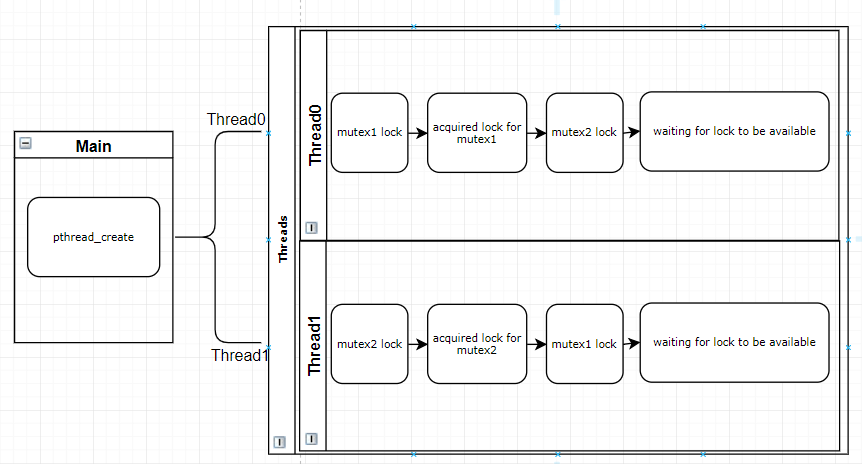 Main
pthread_create
Thread0
Thread1
Threads
Thread0
mutex1 lock
acquired lock for
mutex1
mutex2 lock
waiting for lock to be available
Thread1
mutex2 lock
acquired lock for
mutex2
mutex1 lock
waiting for lock to be available